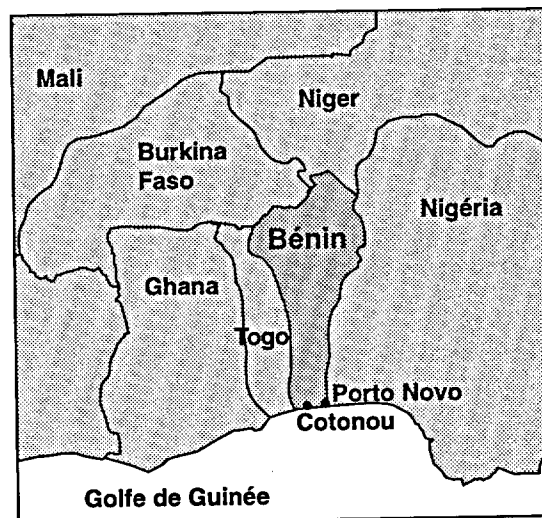 Mali
Niger
Burkina
Faso
Nigéria
Bénin
Ghana
Togo
Porto Novo
Cotonou
Golfe de Guinée